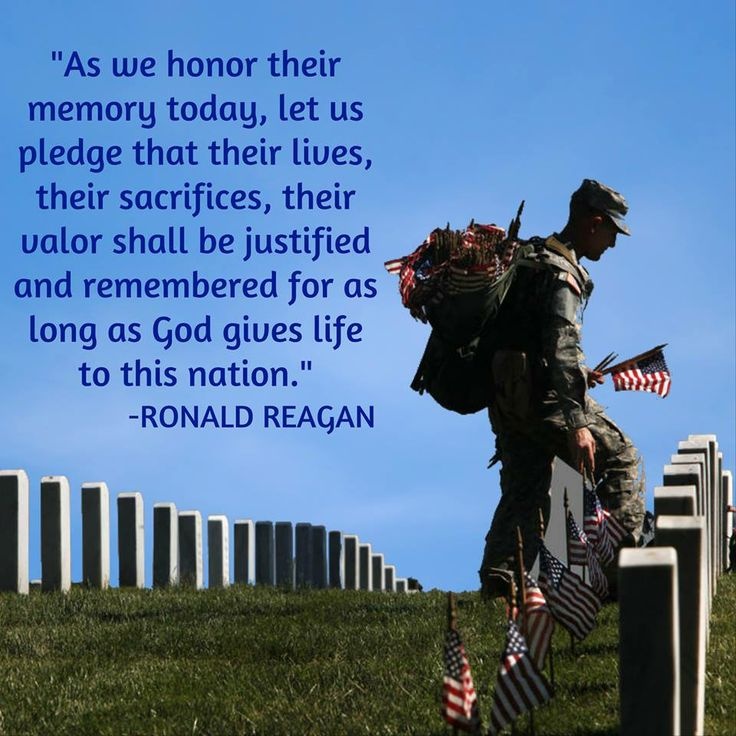 "As we honor their
memory today, let us
pledge that their lives,
their sacrifices, their
valor shall be justified
and remembered for as
long as God gives life
to this nation."
-RONALD REAGAN